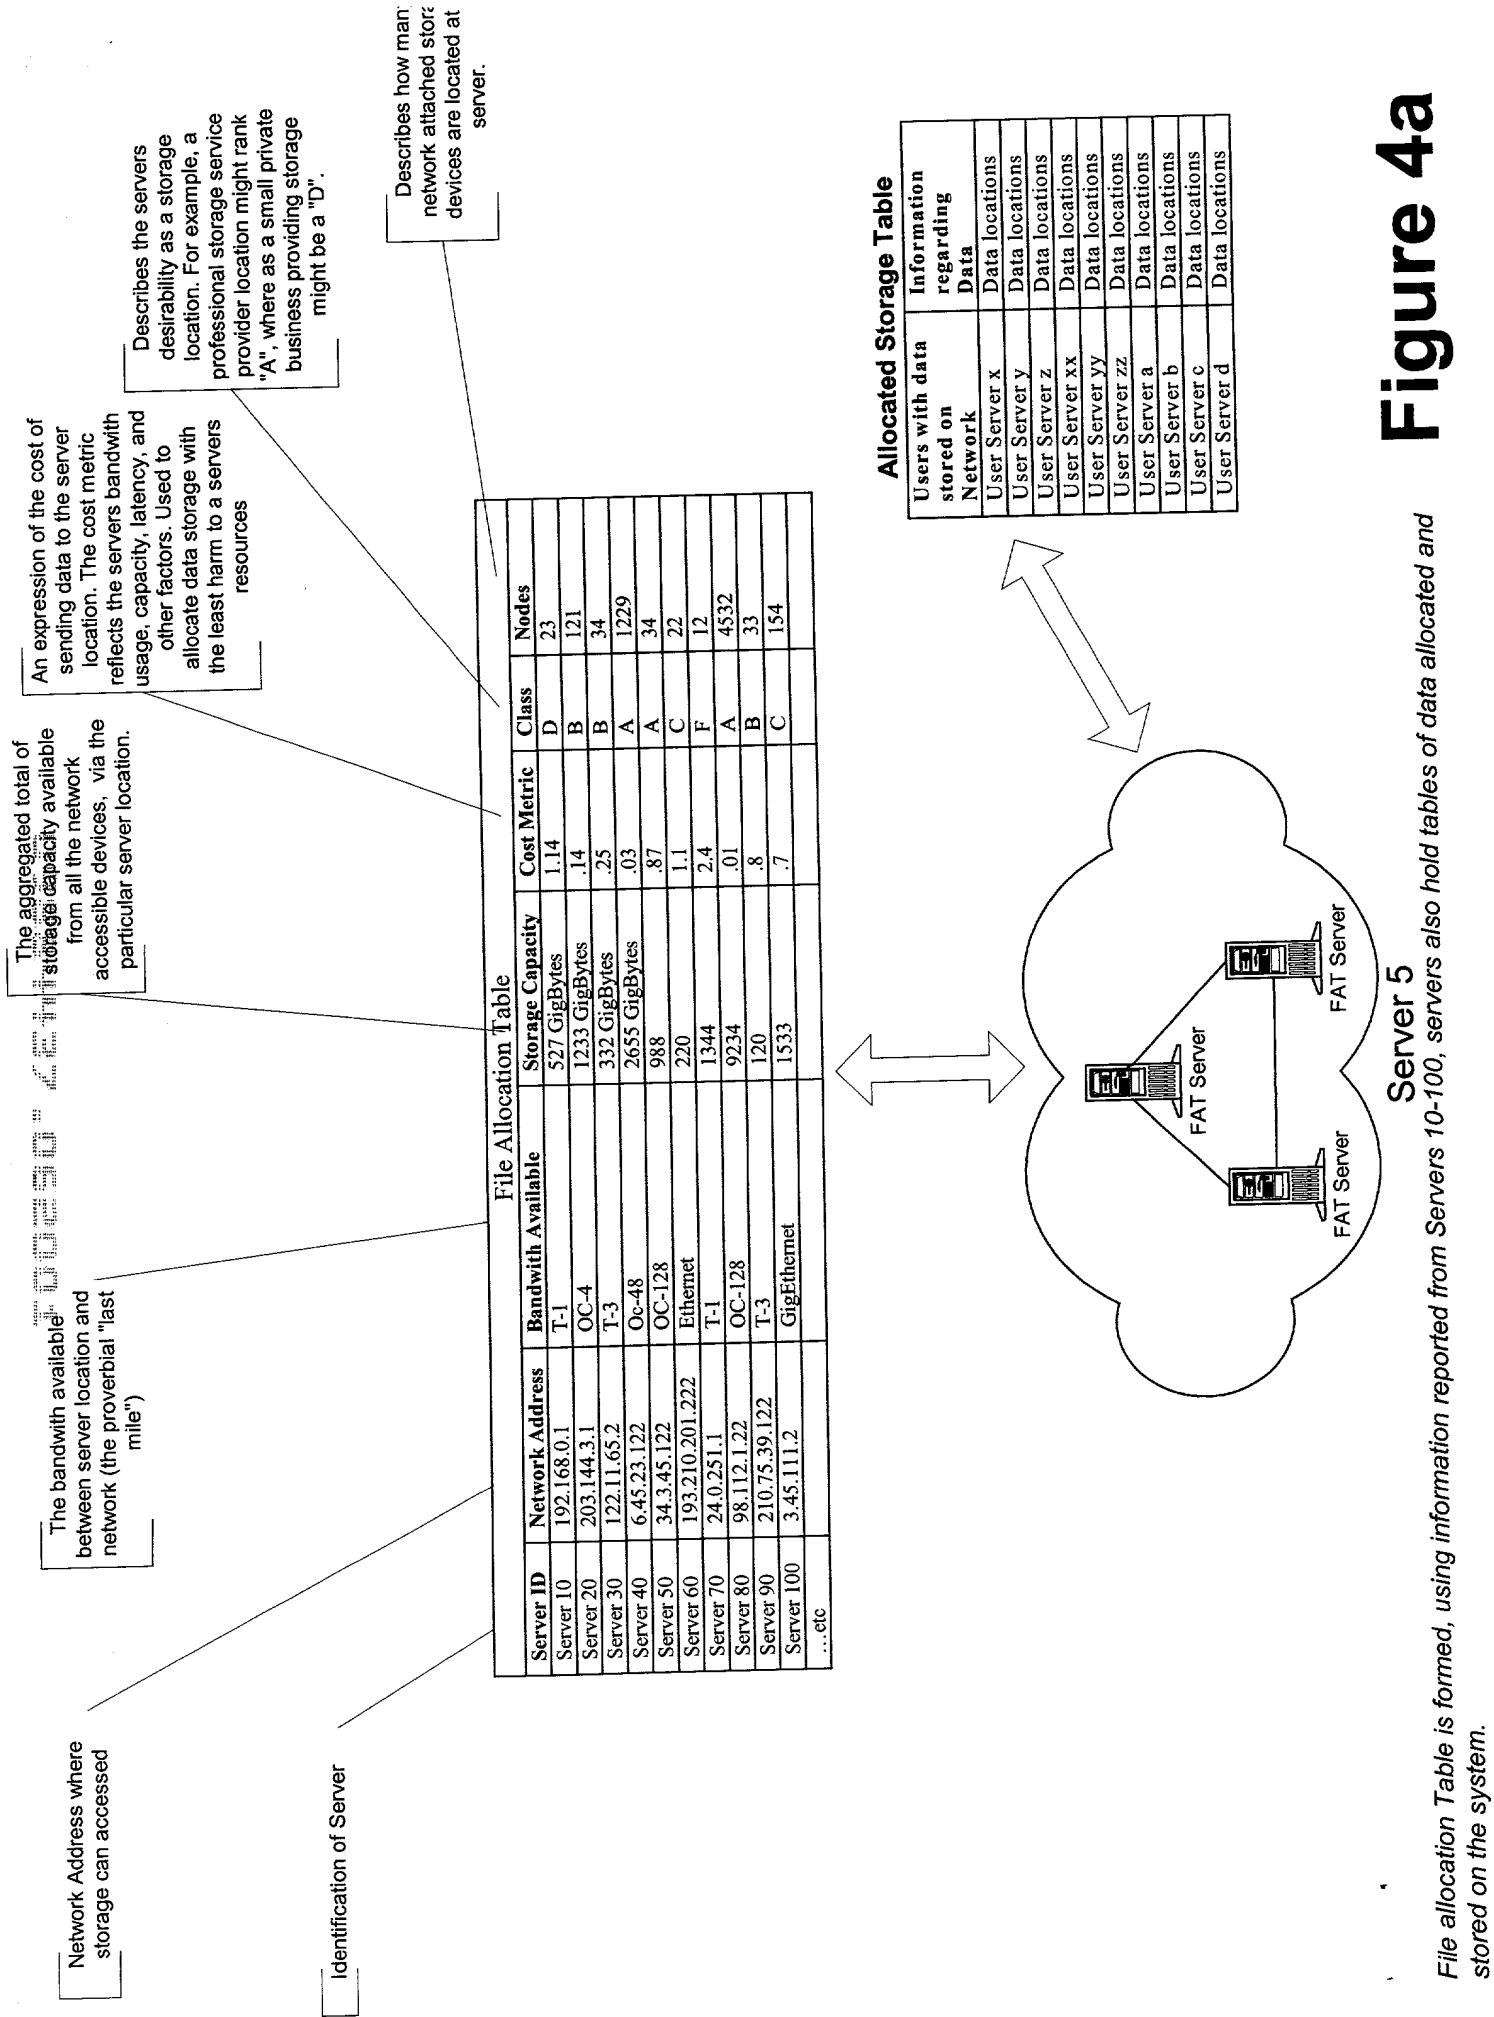 Network Address where
storage can accessed
Identification of Server
The bandwith available
between server location and
network (the proverbial "last
mile")
The aggregated total of
storage capacity available
from all the network
accessible devices, via the
particular server location.
An expression of the cost of
sending data to the server
location. The cost metric
reflects the servers bandwith
usage, capacity, latency, and
other factors. Used to
allocate data storage with
the least harm to a servers
resources
Describes the servers
desirability as a storage
location. For example, a
professional storage service
provider location might rank
"A", where as a small private
business providing storage
might be a "D".
Describes how man
network attached stora
devices are located at
server.
File Allocation Table
Server ID Network Address Bandwith Available Storage Capacity Cost Metric Class Nodes
Server 10 192.168.0.1 T-1 527 GigBytes 1.14 D 23
Server 20 203.144.3.1 OC-4 1233 GigBytes .14 B 121
Server 30 122.11.65.2 T-3 332 GigBytes .25 B 34
Server 40 6.45.23.122 Oc-48 2655 GigBytes .03 A 1229
Server 50 34.3.45.122 OC-128 988 .87 A 34
Server 60 193.210.201.222 Ethernet 220 1.1 C 22
Server 70 24.0.251.1 T-1 1344 2.4 F 12
Server 80 98.112.1.22 OC-128 9234 .01 A 4532
Server 90 210.75.39.122 T-3 120 .8 B 33
Server 100 3.45.111.2 GigEthernet 1533 .7 C 154
...etc
Allocated Storage Table
Users with data
stored on
Network
Information
regarding
Data
User Server x Data locations
User Server y Data locations
User Server z Data locations
User Server xx Data locations
User Server yy Data locations
User Server zz Data locations
User Server a Data locations
User Server b Data locations
User Server c Data locations
User Server d Data locations
FAT Server
FAT Server
FAT Server
Server 5
File allocation Table is formed, using information reported from Servers 10-100, servers also hold tables of data allocated and
stored on the system.
Figure 4a